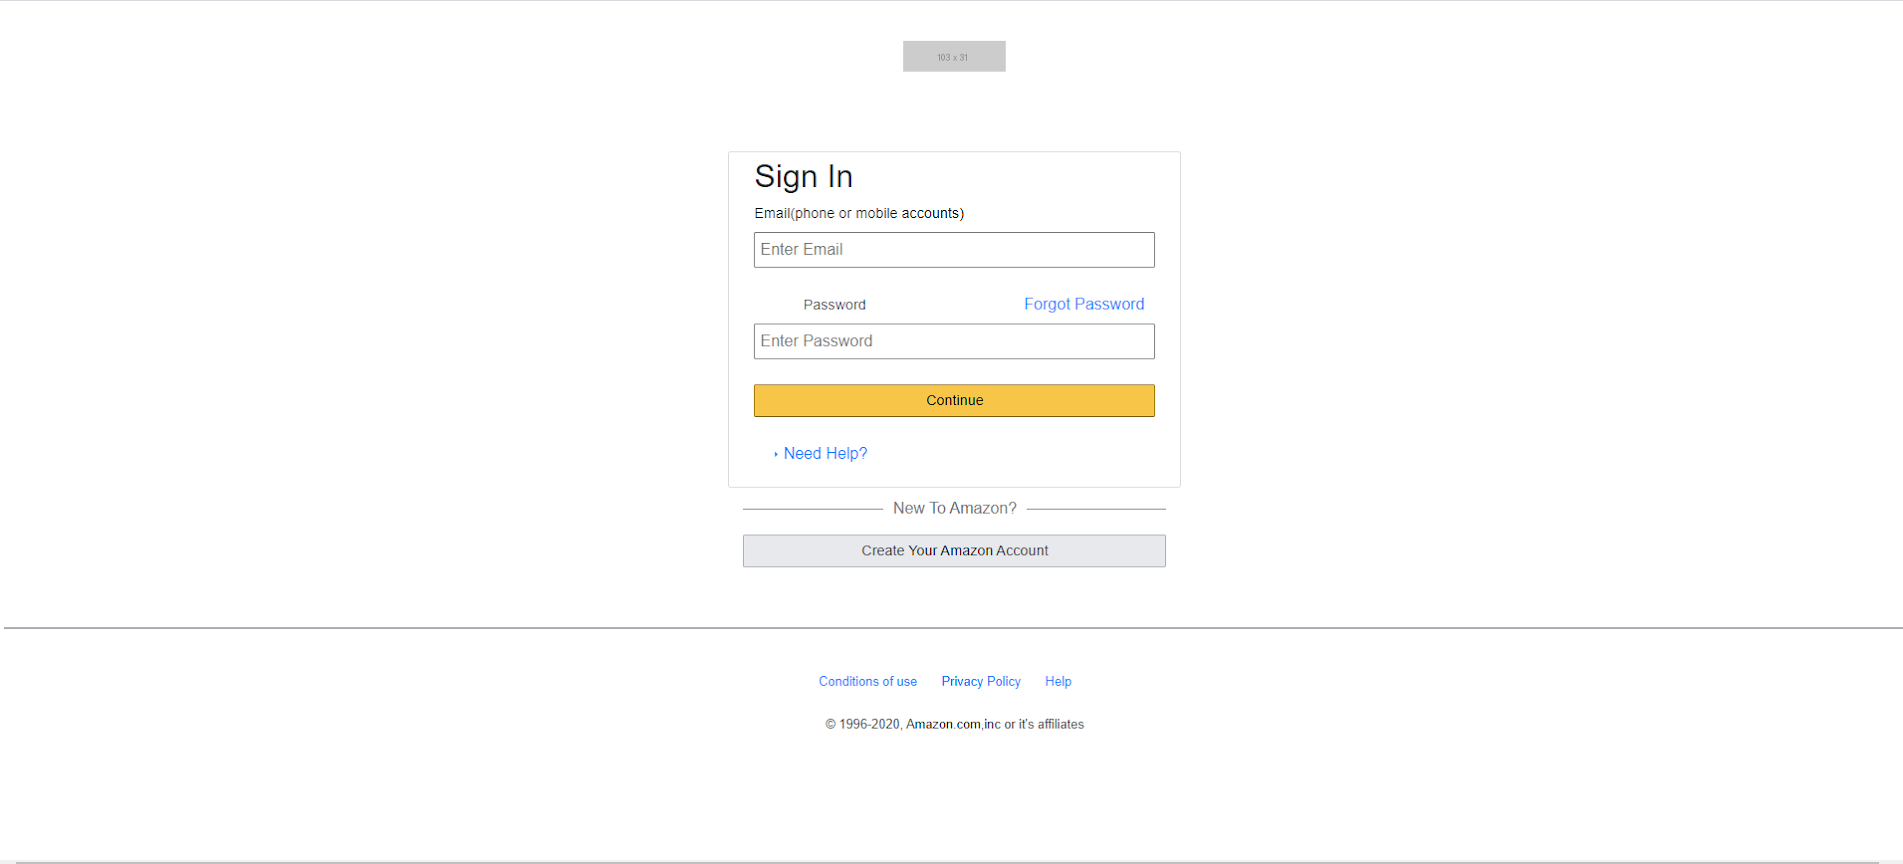 103 x 31
Sign In
Email(phone or mobile accounts)
Enter Email
Password Forgot Password
Enter Password
Continue
Need Help?
New To Amazon?
Create Your Amazon Account
Conditions of use Privacy Policy Help
© 1996-2020, Amazon.com,inc or it's affiliates